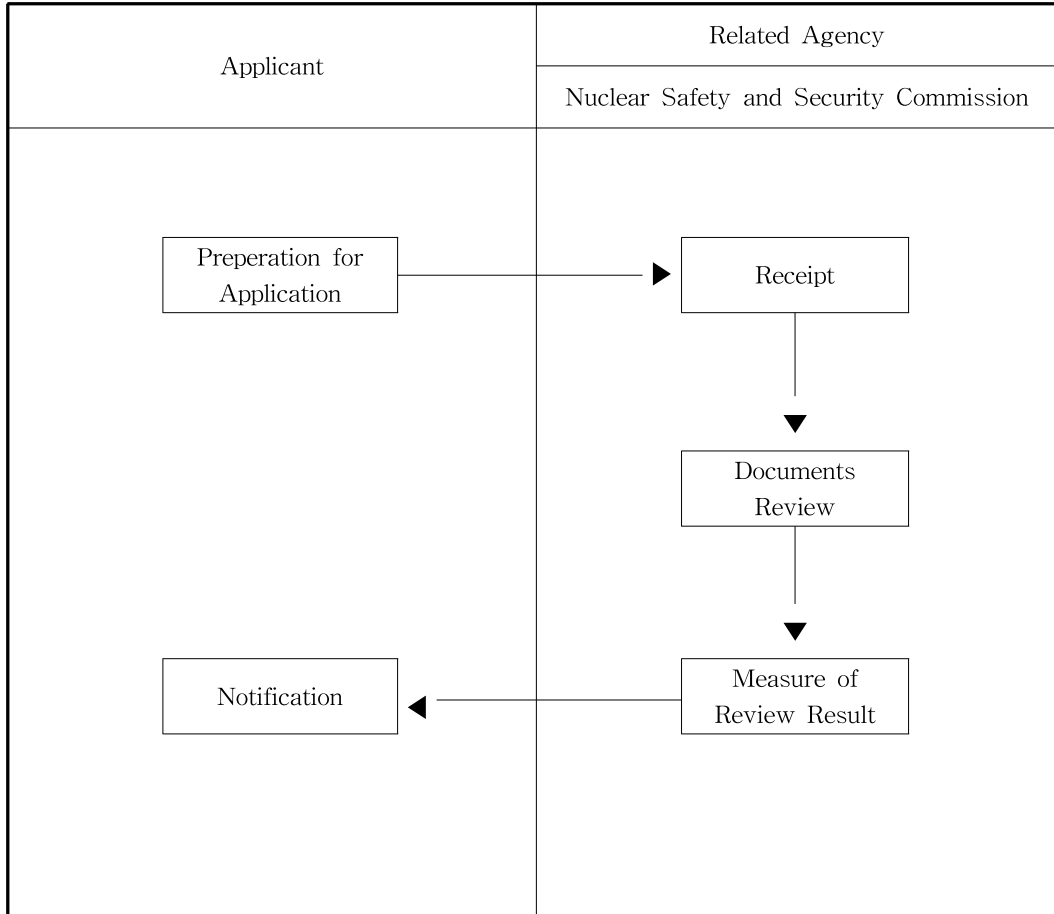 Applicant
Related Agency
Nuclear Safety and Security Commission
Preperation for
Application
Receipt
Documents
Review
Notification
Measure of
Review Result